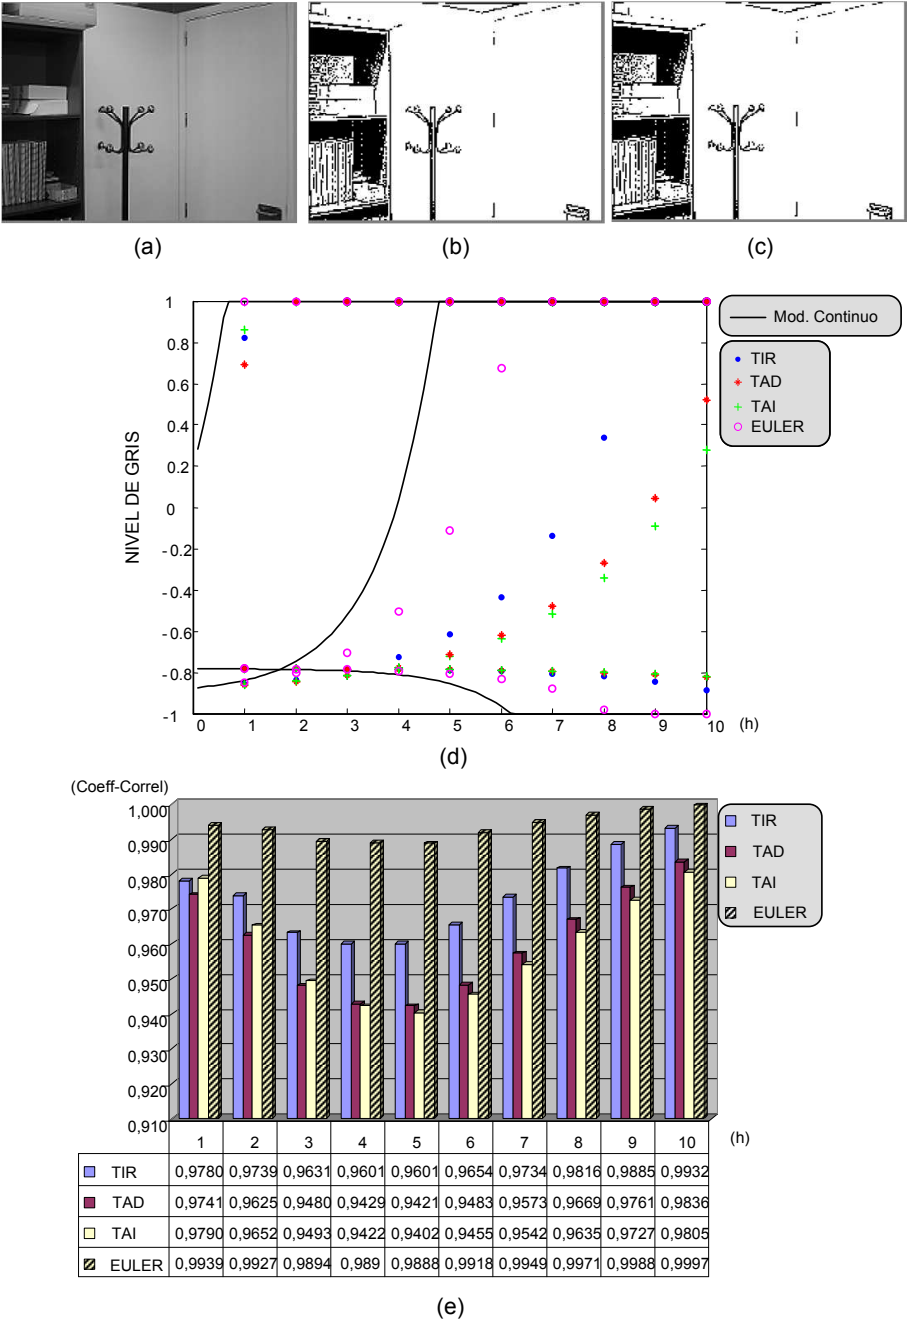 (a)
(b)
(c)
1
0.8
0.6
0.4
0.2
0
-0.2
-0.4
-0.6
-0.8
-1
NIVEL DE GRIS
0 1 2 3 4 5 6 7 8 9 10 (h)
Mod. Continuo
TIR
TAD
TAI
EULER
(d)
(Coeff-Correl)
1,000
0,990
0,980
0,970
0,960
0,950
0,940
0,930
0,920
0,910
TIR
TAD
TAI
EULER
1 2 3 4 5 6 7 8 9 10 (h)
TIR 0,9780 0,9739 0,9631 0,9601 0,9601 0,9654 0,9734 0,9816 0,9885 0,9932
TAD 0,9741 0,9625 0,9480 0,9429 0,9421 0,9483 0,9573 0,9669 0,9761 0,9836
TAI 0,9790 0,9652 0,9493 0,9422 0,9402 0,9455 0,9542 0,9635 0,9727 0,9805
EULER 0,9939 0,9927 0,9894 0,989 0,9888 0,9918 0,9949 0,9971 0,9988 0,9997
(e)